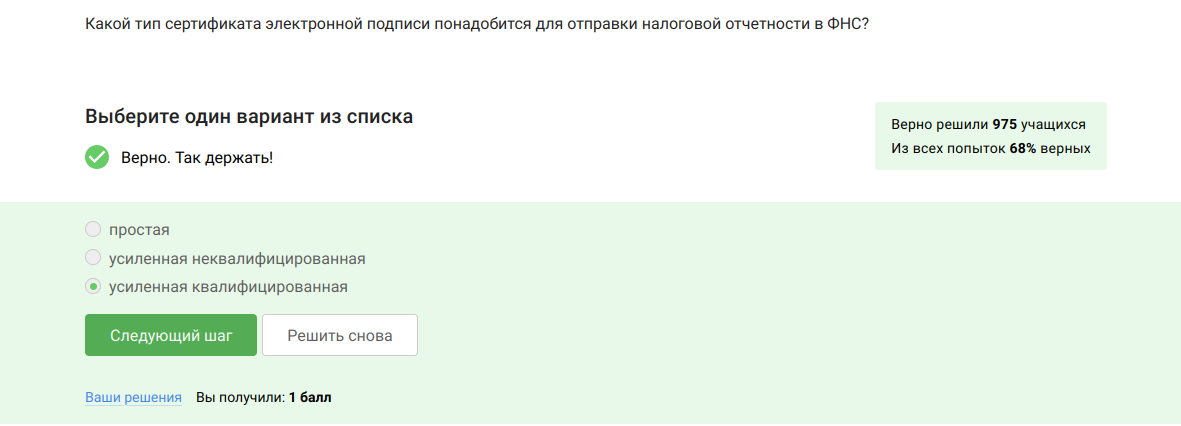 Какой тип сертификата электронной подписи понадобится для отправки налоговой отчетности в ФНС?
Выберите один вариант из списка
Верно. Так держать!
Верно решили 975 учащихся
Из всех попыток 68% верных
простая
усиленная неквалифицированная
усиленная квалифицированная
Следующий шаг
Решить снова
Ваши решения
Вы получили: 1 балл